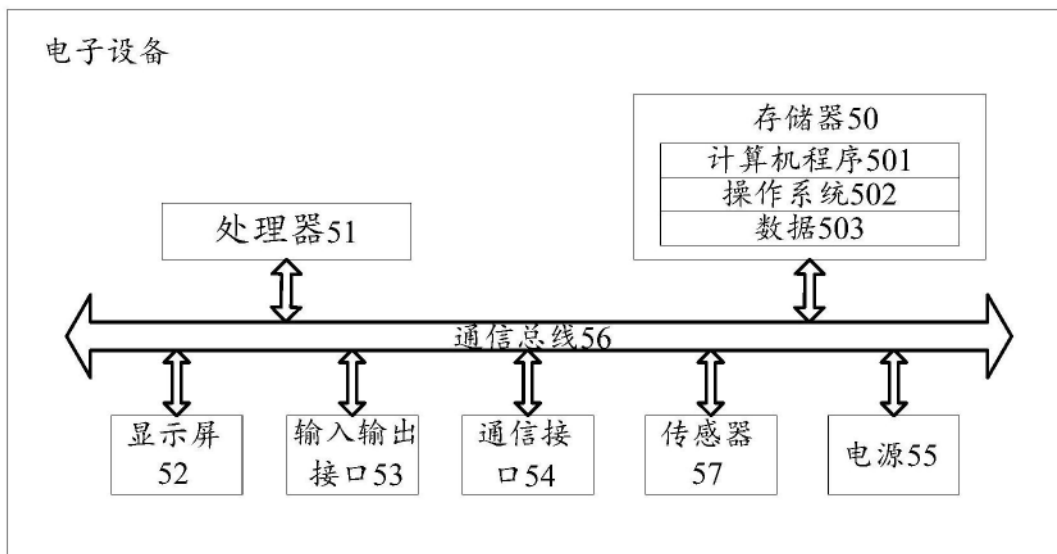 电子设备
存储器50
计算机程序501
操作系统502
数据503
处理器51
通信总线56
显示屏
52
输入输出
接口53
通信接
口54
传感器
57
电源55